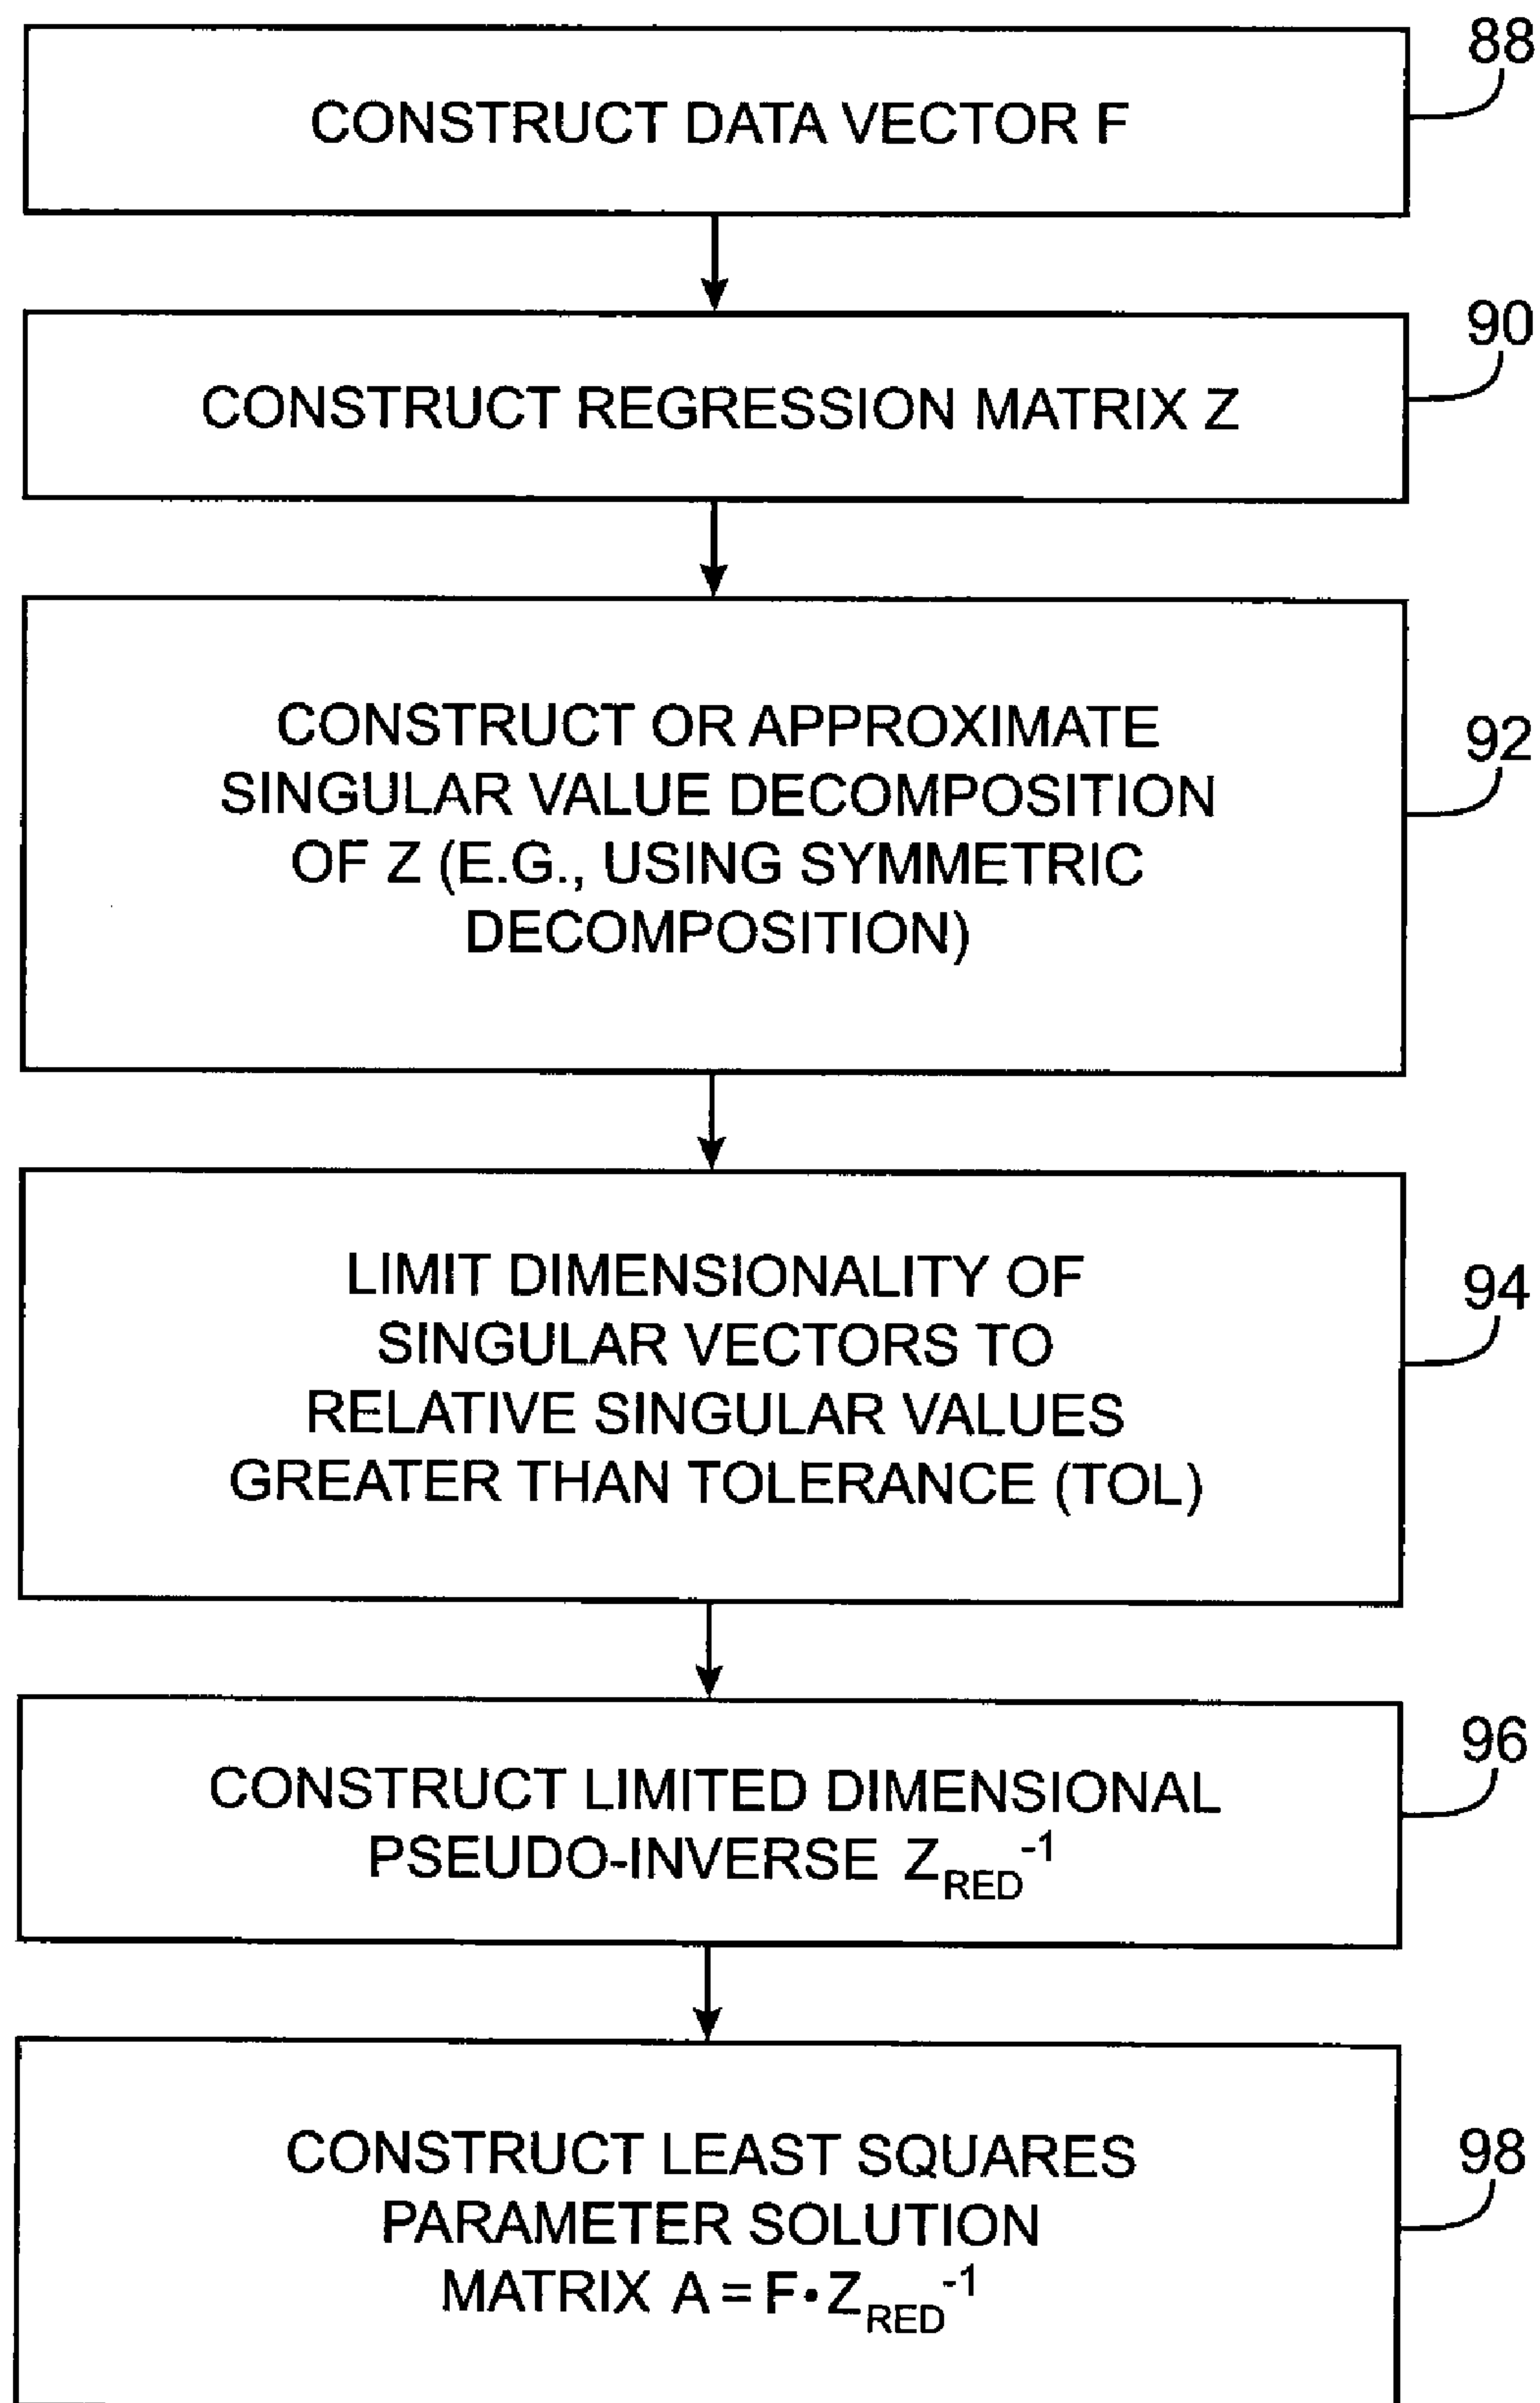 88
CONSTRUCT DATA VECTOR F
90
CONSTRUCT REGRESSION MATRIX Z
92
CONSTRUCT OR APPROXIMATE
SINGULAR VALUE DECOMPOSITION
OF Z (E.G., USING SYMMETRIC
DECOMPOSITION)
94
LIMIT DIMENSIONALITY OF
SINGULAR VECTORS TO
RELATIVE SINGULAR VALUES
GREATER THAN TOLERANCE (TOL)
96
CONSTRUCT LIMITED DIMENSIONAL
PSEUDO-INVERSE Z_RED^-1
98
CONSTRUCT LEAST SQUARES
PARAMETER SOLUTION
MATRIX A = F • Z_RED^-1